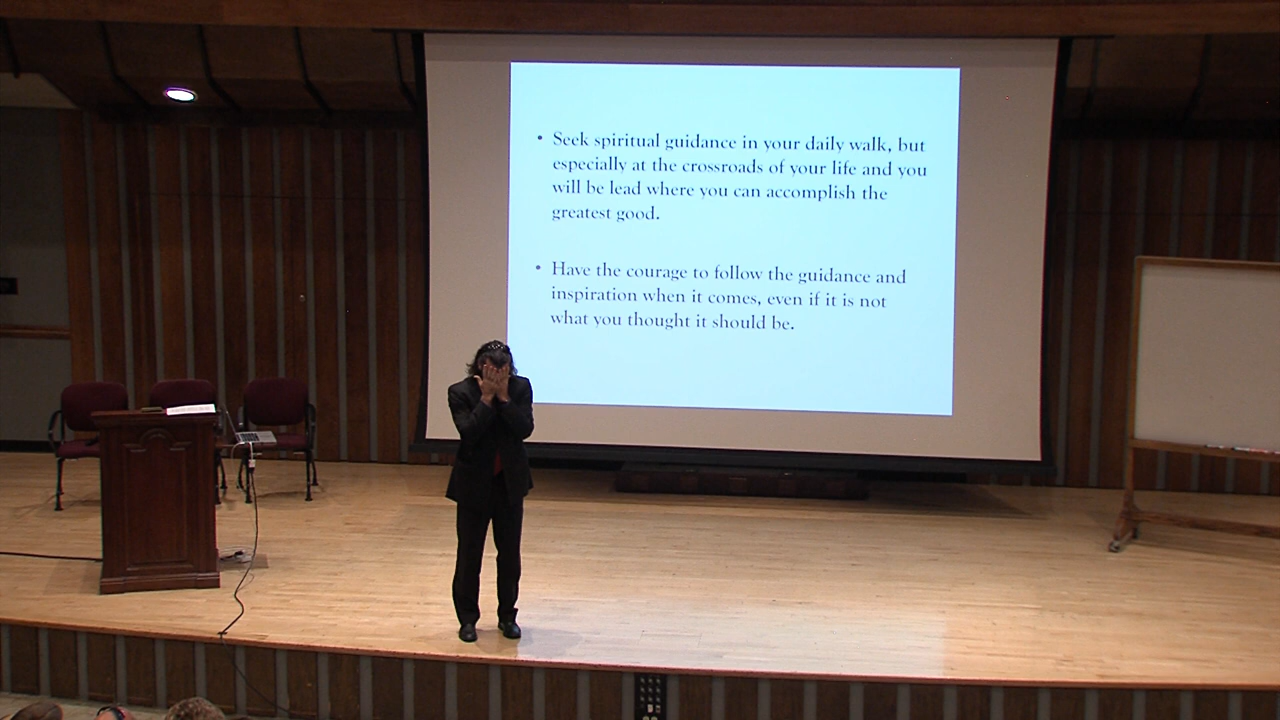 • Seek spiritual guidance in your daily walk, but
especially at the crossroads of your life and you
will be lead where you can accomplish the
greatest good.
• Have the courage to follow the guidance and
inspiration when it comes, even if it is not
what you thought it should be.